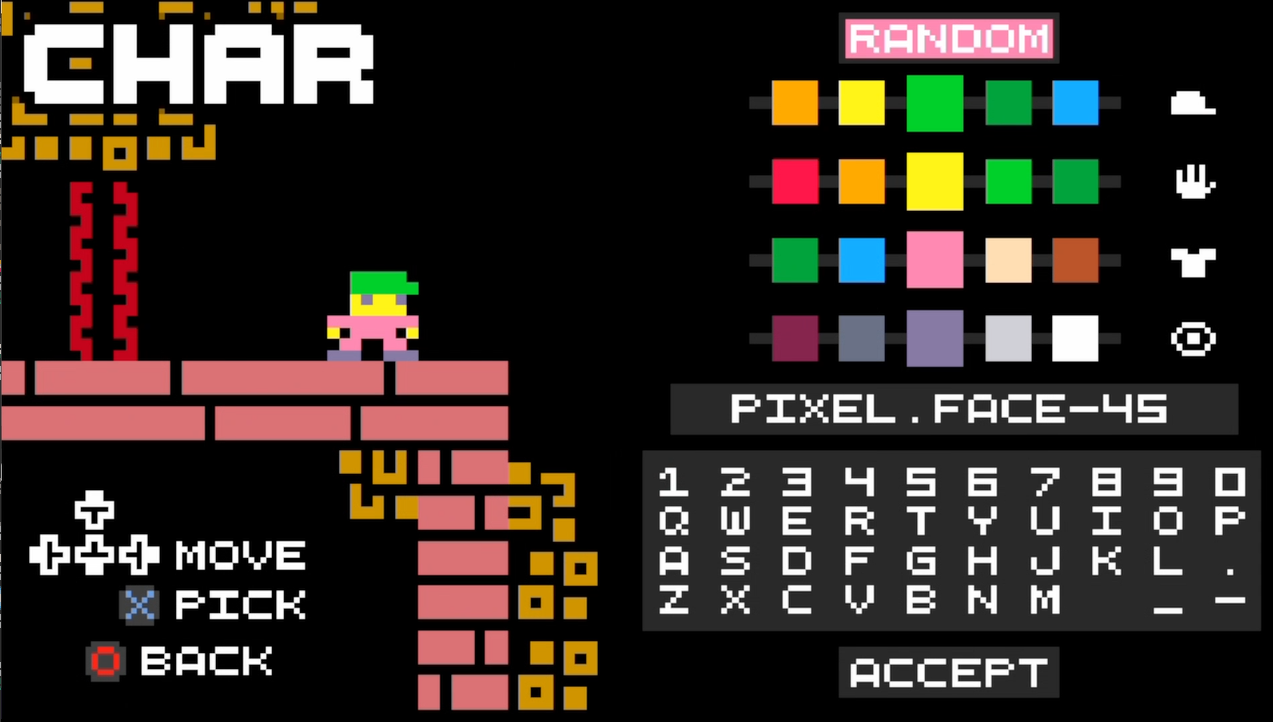 CHAR
RANDOM
PIXEL.FACE-45
1 2 3 4 5 6 7 8 9 0
Q W E R T Y U I O P
A S D F G H J K L .
Z X C V B N M _ -
MOVE
X PICK
O BACK
ACCEPT